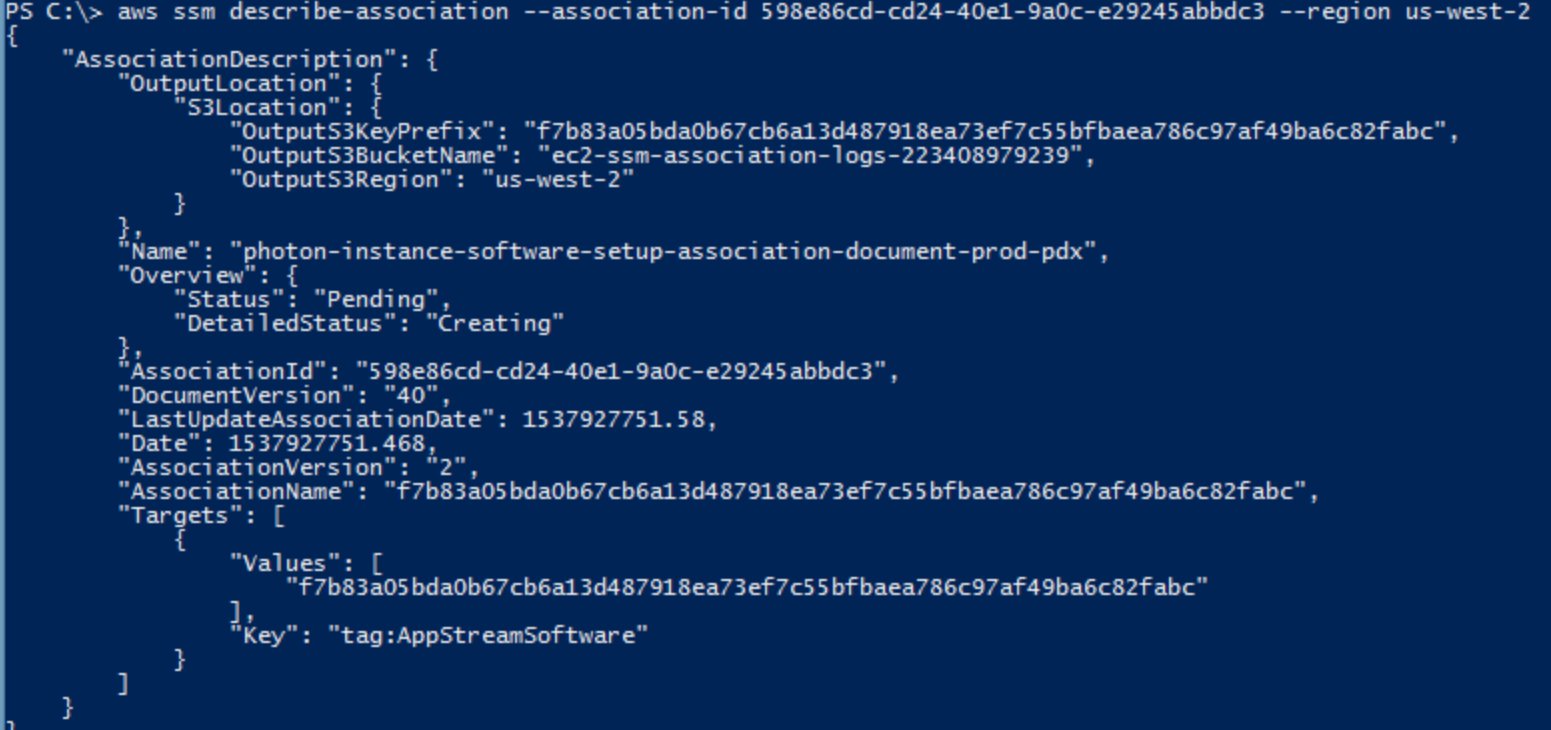 PS C:\> aws ssm describe-association --association-id 598e86cd-cd24-40e1-9a0c-e29245abbdc3 --region us-west-2
{
    "AssociationDescription": {
        "OutputLocation": {
            "S3Location": {
                "OutputS3KeyPrefix": "f7b83a05bda0b67cb6a13d487918ea73ef7c55bfbaea786c97af49ba6c82fabc",
                "OutputS3BucketName": "ec2-ssm-association-logs-223408979239",
                "OutputS3Region": "us-west-2"
            }
        },
        "Name": "photon-instance-software-setup-association-document-prod-pdx",
        "Overview": {
            "Status": "Pending",
            "DetailedStatus": "Creating"
        },
        "AssociationId": "598e86cd-cd24-40e1-9a0c-e29245abbdc3",
        "DocumentVersion": "40",
        "LastUpdateAssociationDate": 1537927751.58,
        "Date": 1537927751.468,
        "AssociationVersion": "2",
        "AssociationName": "f7b83a05bda0b67cb6a13d487918ea73ef7c55bfbaea786c97af49ba6c82fabc",
        "Targets": [
            {
                "Values": [
                    "f7b83a05bda0b67cb6a13d487918ea73ef7c55bfbaea786c97af49ba6c82fabc"
                ],
                "Key": "tag:AppStreamSoftware"
            }
        ]
    }
}